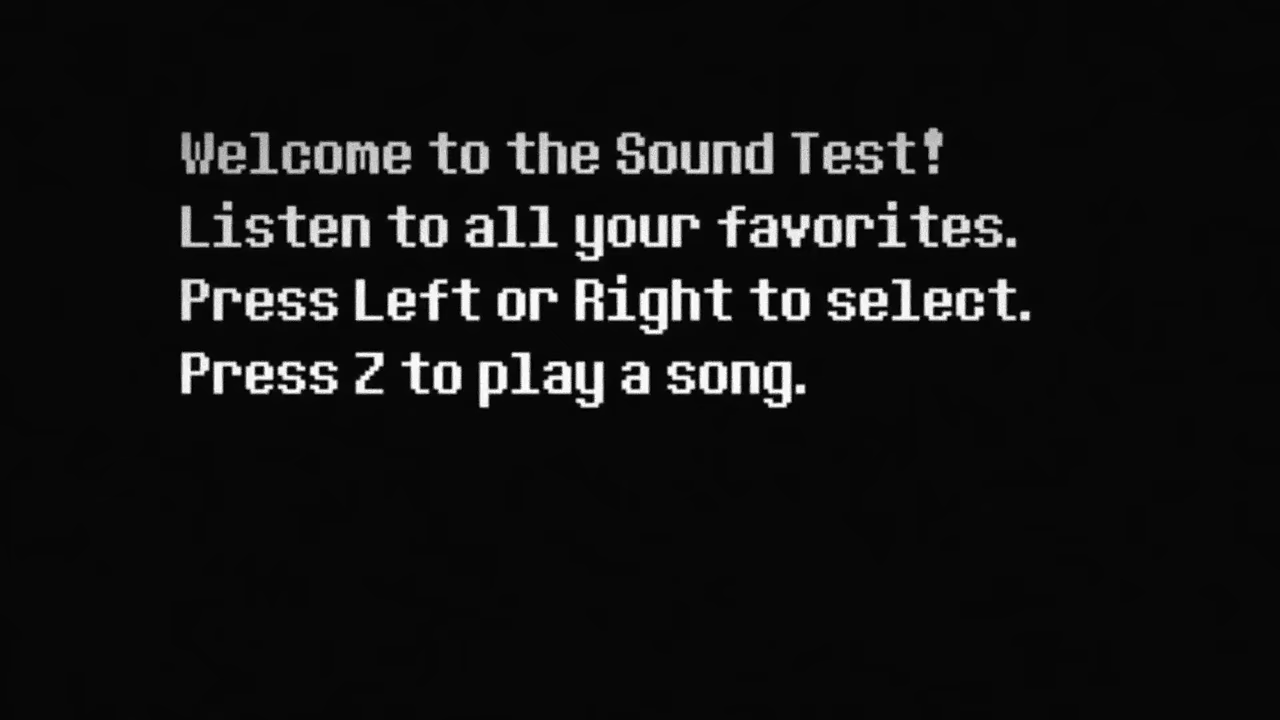 Welcome to the Sound Test!
Listen to all your favorites.
Press Left or Right to select.
Press Z to play a song.